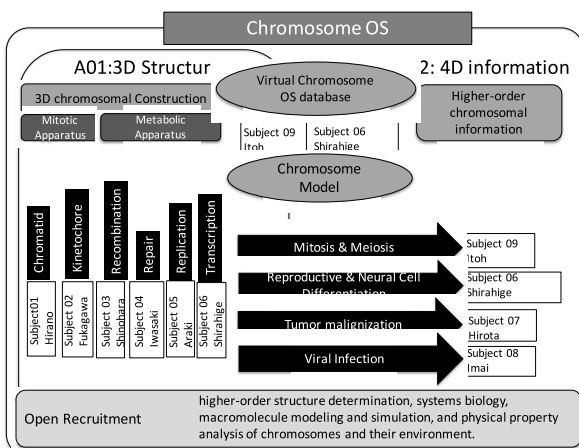 Chromosome OS
A01:3D Structur
Virtual Chromosome
OS database
2: 4D information
3D chromosomal Construction
Higher-order
chromosomal
information
Mitotic
Apparatus
Metabolic
Apparatus
Subject 09
Itoh
Subject 06
Shirahige
Chromosome
Model
Chromatid
Kinetochore
Recombination
Repair
Replication
Transcription
Subject01
Hirano
Subject 02
Fukagawa
Subject 03
Shinohara
Subject 04
Iwasaki
Subject 05
Araki
Subject 06
Shirahige
Mitosis & Meiosis
Subject 09
Itoh
Reproductive & Neural Cell
Differentiation
Subject 06
Shirahige
Tumor malignization
Subject 07
Hirota
Viral Infection
Subject 08
Imai
Open Recruitment
higher-order structure determination, systems biology,
macromolecule modeling and simulation, and physical property
analysis of chromosomes and their environment.